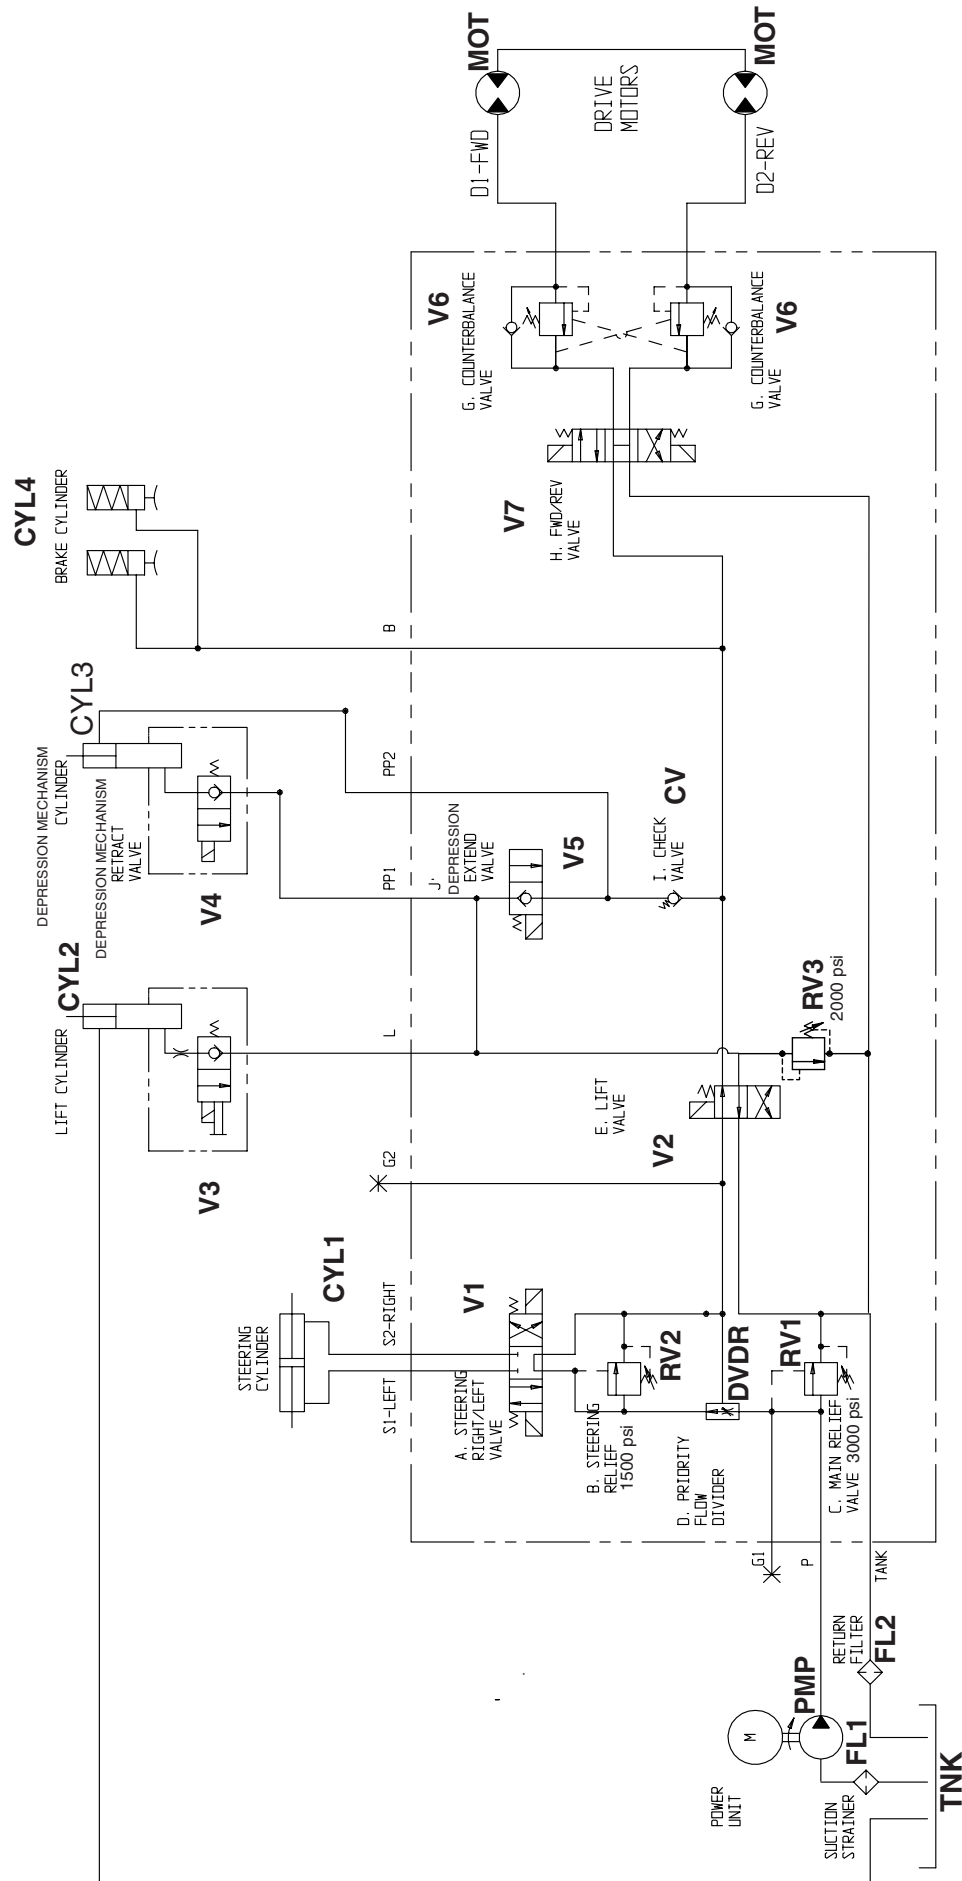 MOT
MOT
DRIVE
MOTORS
D1-FWD
D2-REV
V6
G. COUNTERBALANCE
VALVE
V6
G. COUNTERBALANCE
VALVE
CYL4
BRAKE CYLINDER
V7
H. FWD/REV
VALVE
B
CYL3
DEPRESSION MECHANISM
CYLINDER
DEPRESSION MECHANISM
RETRACT
VALVE
V4
PP2
PP1
J.
DEPRESSION
EXTEND
VALVE
V5
I. CHECK
VALVE
CV
CYL2
LIFT CYLINDER
V3
L
RV3
2000 psi
E. LIFT
VALVE
V2
G2
CYL1
STEERING
CYLINDER
S2-RIGHT
S1-LEFT
V1
A. STEERING
RIGHT/LEFT
VALVE
RV2
B. STEERING
RELIEF
1500 psi
DVDR
D. PRIORITY
FLOW
DIVIDER
RV1
C. MAIN RELIEF
VALVE 3000 psi
G1
P
TANK
RETURN
FILTER
FL2
PMP
M
POWER
UNIT
FL1
SUCTION
STRAINER
TNK